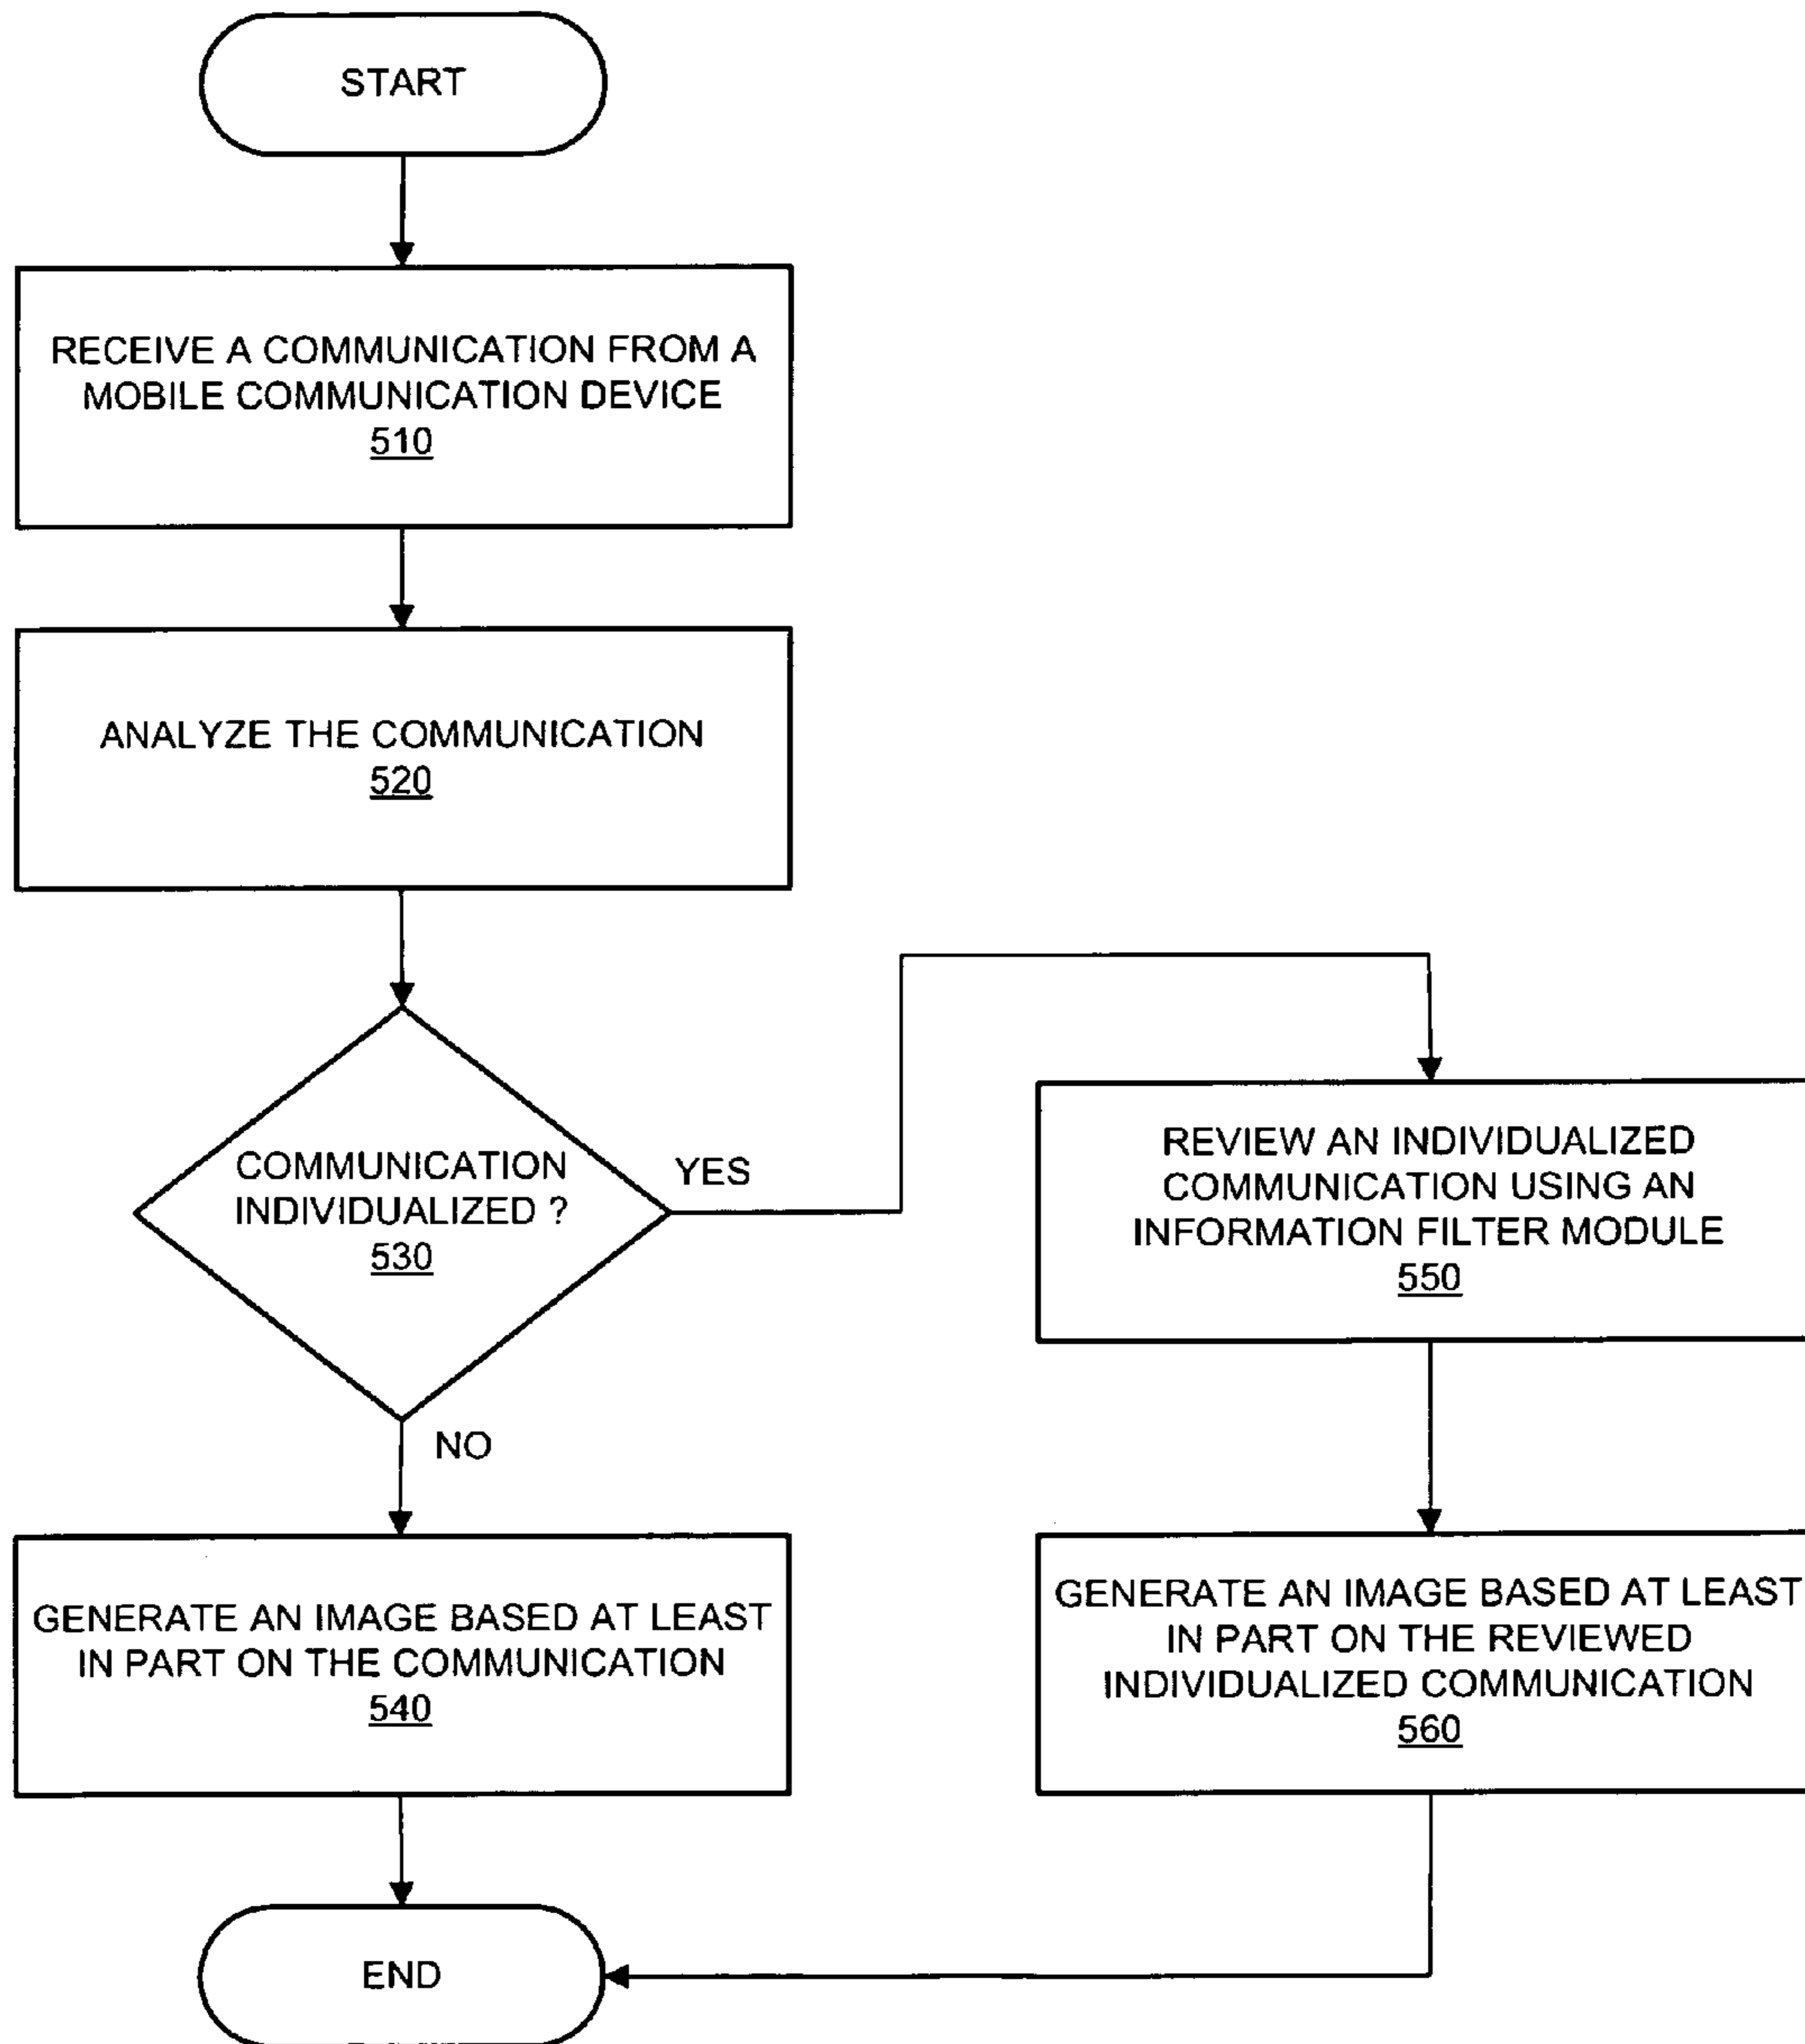 START
RECEIVE A COMMUNICATION FROM A
MOBILE COMMUNICATION DEVICE
510
ANALYZE THE COMMUNICATION
520
COMMUNICATION
INDIVIDUALIZED ?
530
YES
NO
REVIEW AN INDIVIDUALIZED
COMMUNICATION USING AN
INFORMATION FILTER MODULE
550
GENERATE AN IMAGE BASED AT LEAST
IN PART ON THE COMMUNICATION
540
GENERATE AN IMAGE BASED AT LEAST
IN PART ON THE REVIEWED
INDIVIDUALIZED COMMUNICATION
560
END